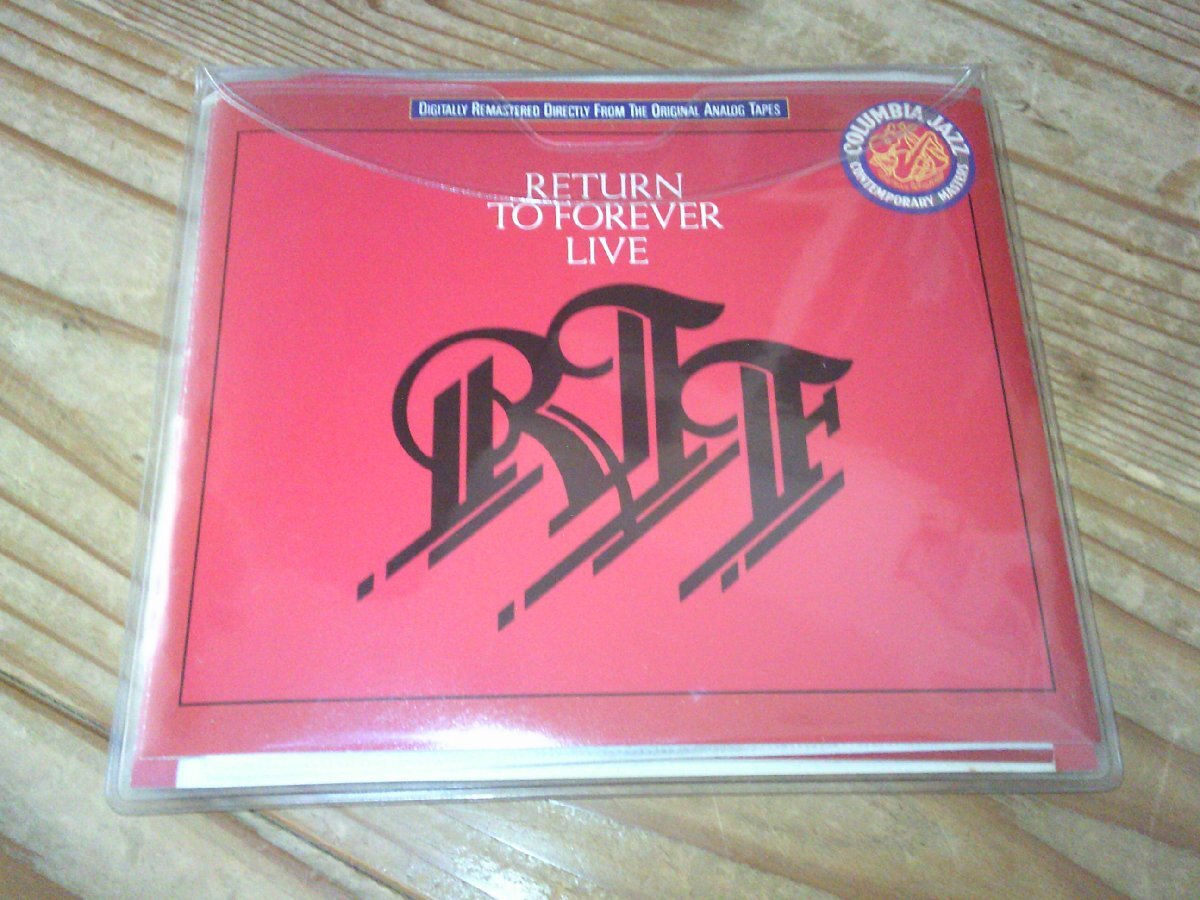 DIGITALLY REMASTERED DIRECTLY FROM THE ORIGINAL ANALOG TAPES
COLUMBIA JAZZ
CONTEMPORARY MASTERS
RETURN
TO FOREVER
LIVE
RTF